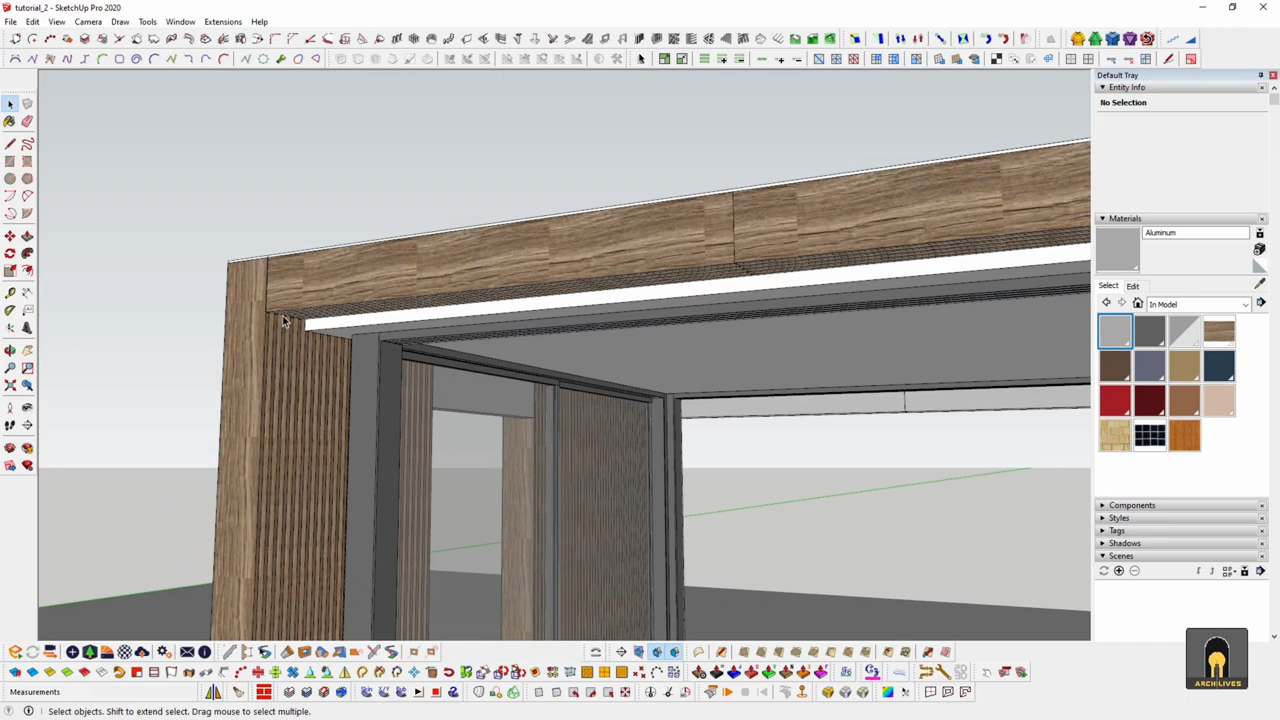 tutorial_2 - SketchUp Pro 2020
File Edit View Camera Draw Tools Window Extensions Help
Default Tray
Entity Info
No Selection
Materials
Aluminum
Select Edit
In Model
Components
Styles
Tags
Shadows
Scenes
ARCHLIVES
Measurements
Select objects. Shift to extend select. Drag mouse to select multiple.